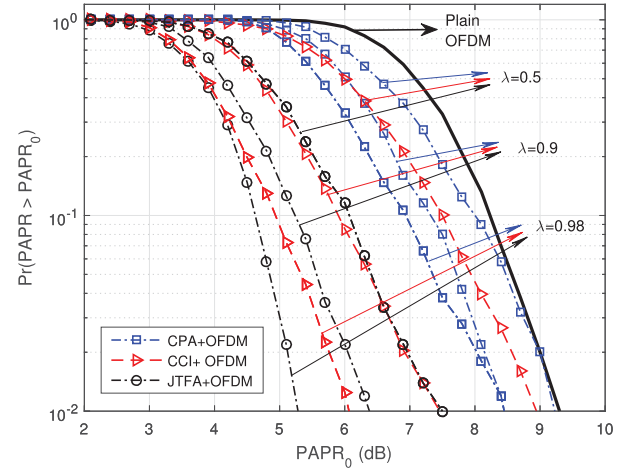 10^0
10^-1
10^-2
Pr(PAPR > PAPR_0)
Plain
OFDM
λ=0.5
λ=0.9
λ=0.98
CPA+OFDM
CCI+ OFDM
JTFA+OFDM
2 3 4 5 6 7 8 9 10
PAPR_0 (dB)